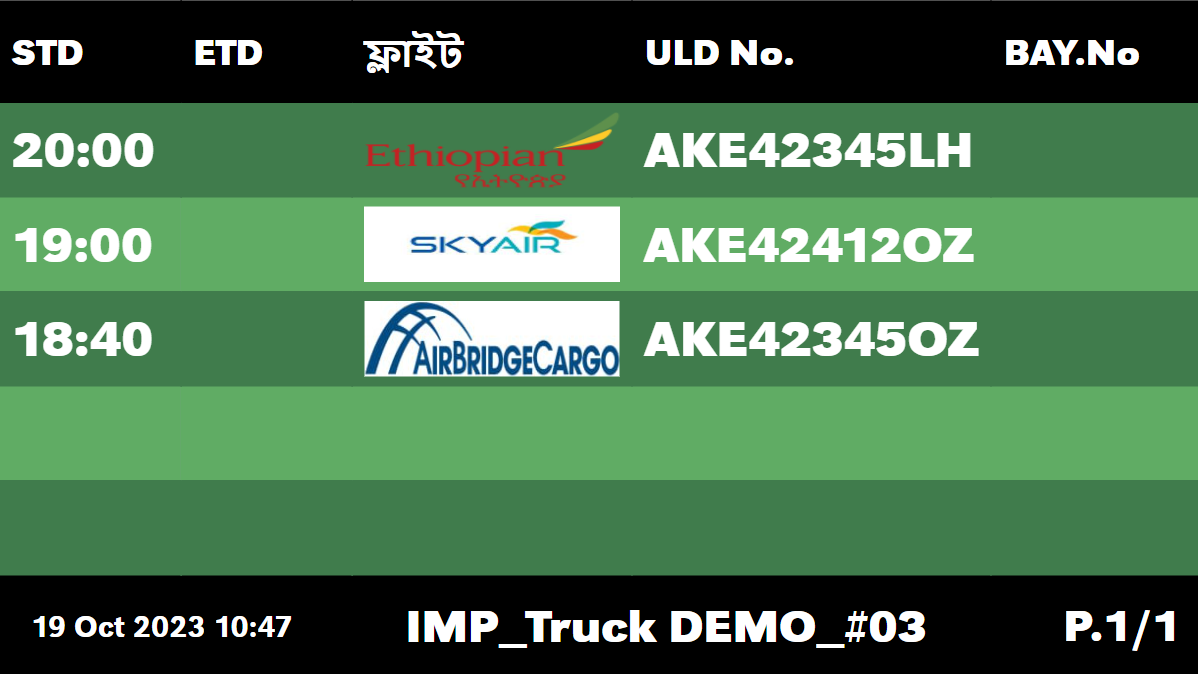 STD ETD ফ্লাইট ULD No. BAY.No
20:00 Ethiopian የኢትዮጵያ AKE42345LH
19:00 SKYAIR AKE42412OZ
18:40 AIRBRIDGECARGO AKE42345OZ
19 Oct 2023 10:47 IMP_Truck DEMO_#03 P.1/1